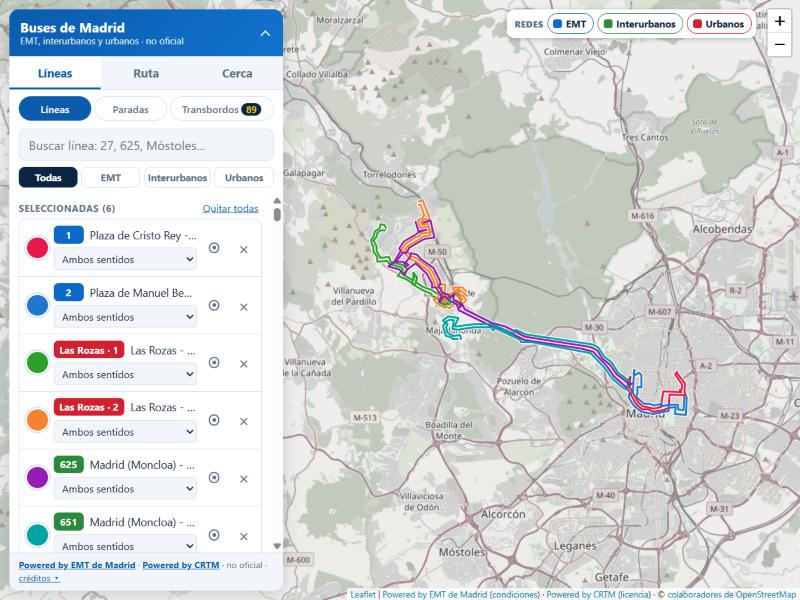 Buses de Madrid
EMT, interurbanos y urbanos · no oficial
Líneas
Ruta
Cerca
Líneas
Paradas
Transbordos 89
Buscar línea: 27, 625, Móstoles...
Todas
EMT
Interurbanos
Urbanos
SELECCIONADAS (6)
Quitar todas
1 Plaza de Cristo Rey -...
Ambos sentidos
2 Plaza de Manuel Be...
Ambos sentidos
Las Rozas · 1 Las Rozas - ...
Ambos sentidos
Las Rozas · 2 Las Rozas - ...
Ambos sentidos
625 Madrid (Moncloa) - ...
Ambos sentidos
651 Madrid (Moncloa) - ...
Ambos sentidos
Powered by EMT de Madrid · Powered by CRTM · no oficial ·
créditos
REDES EMT Interurbanos Urbanos
+
−
Moralzarzal
Colmenar Viejo
Collado Villalba
Soto de
Viñuelas
Tres Cantos
A-1
Galapagar
Torrelodones
M-616
Alcobendas
M-50
R-2
Villanueva
del Pardillo
M-607
M-30
M-11
Villanueva
de la Cañada
A-2
Pozuelo de
Alarcón
M-513
Madrid
M-23
Boadilla del
Monte
M-40
Villaviciosa
de Odón
Alcorcón
M-31
Leganés
Móstoles
M-600
Getafe
Leaflet | Powered by EMT de Madrid (condiciones) · Powered by CRTM (licencia) · © colaboradores de OpenStreetMap